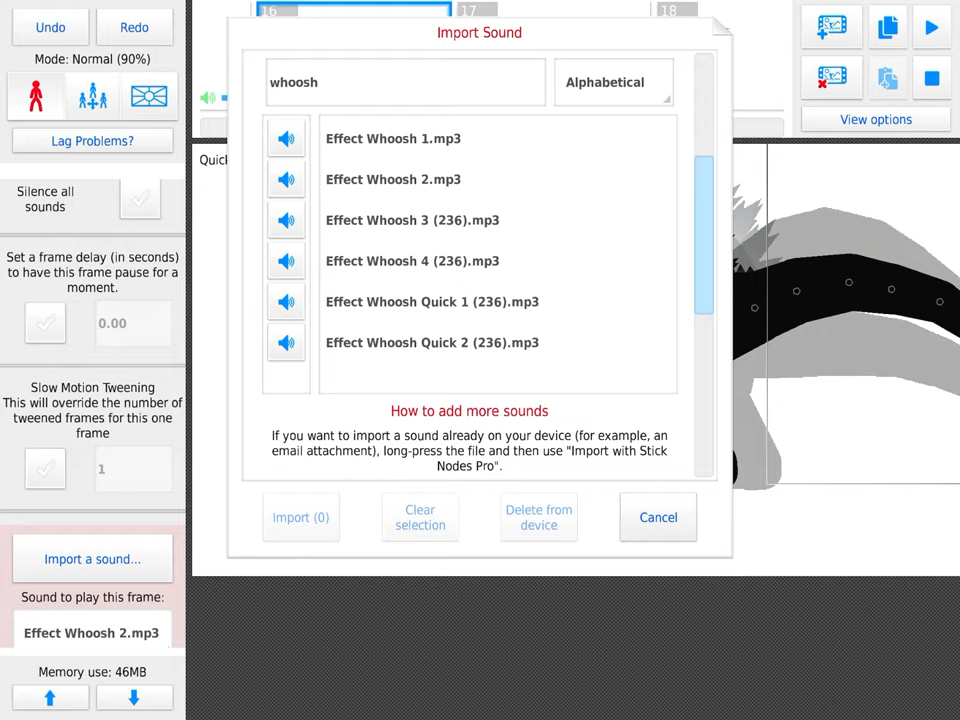 Undo
Redo
Mode: Normal (90%)
Lag Problems?
Silence all
sounds
Set a frame delay (in seconds)
to have this frame pause for a
moment.
0.00
Slow Motion Tweening
This will override the number of
tweened frames for this one
frame
1
Import a sound...
Sound to play this frame:
Effect Whoosh 2.mp3
Memory use: 46MB
16
17
18
Quick
Import Sound
whoosh
Alphabetical
Effect Whoosh 1.mp3
Effect Whoosh 2.mp3
Effect Whoosh 3 (236).mp3
Effect Whoosh 4 (236).mp3
Effect Whoosh Quick 1 (236).mp3
Effect Whoosh Quick 2 (236).mp3
How to add more sounds
If you want to import a sound already on your device (for example, an
email attachment), long-press the file and then use "Import with Stick
Nodes Pro".
Import (0)
Clear
selection
Delete from
device
Cancel
View options